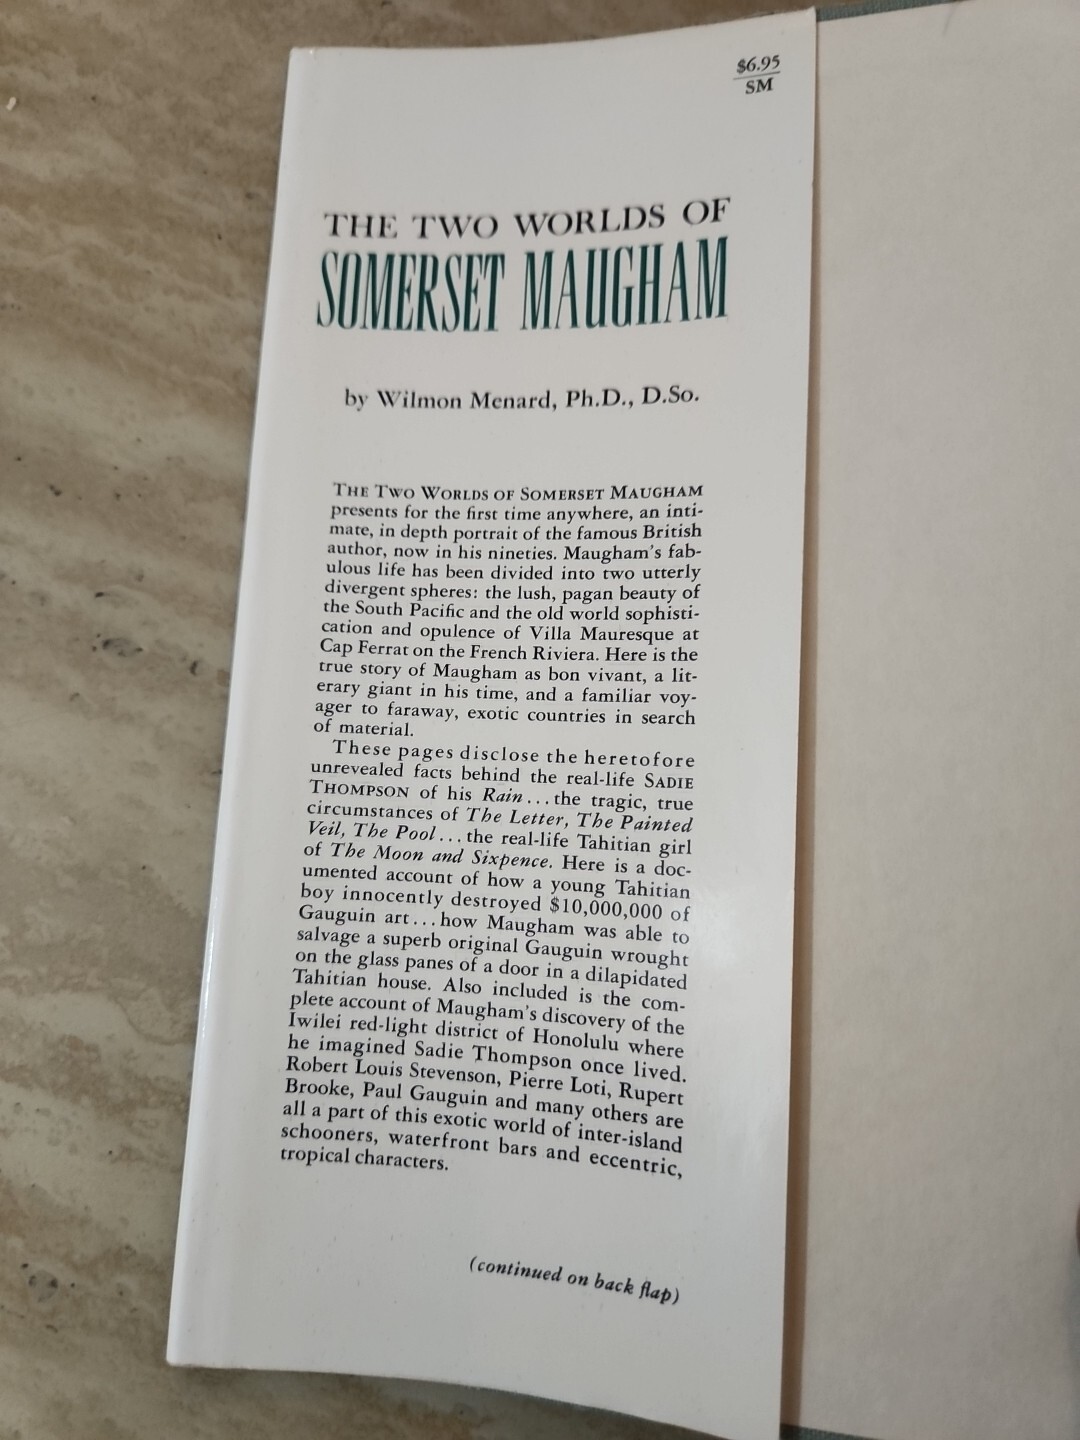 $6.95
SM
THE TWO WORLDS OF
SOMERSET MAUGHAM
by Wilmon Menard, Ph.D., D.So.
THE TWO WORLDS OF SOMERSET MAUGHAM
presents for the first time anywhere, an inti-
mate, in depth portrait of the famous British
author, now in his nineties. Maugham's fab-
ulous life has been divided into two utterly
divergent spheres: the lush, pagan beauty of
the South Pacific and the old world sophisti-
cation and opulence of Villa Mauresque at
Cap Ferrat on the French Riviera. Here is the
true story of Maugham as bon vivant, a lit-
erary giant in his time, and a familiar voy-
ager to faraway, exotic countries in search
of material.
These pages disclose the heretofore
unrevealed facts behind the real-life SADIE
THOMPSON of his Rain...the tragic, true
circumstances of The Letter, The Painted
Veil, The Pool...the real-life Tahitian girl
of The Moon and Sixpence. Here is a doc-
umented account of how a young Tahitian
boy innocently destroyed $10,000,000 of
Gauguin art...how Maugham was able to
salvage a superb original Gauguin wrought
on the glass panes of a door in a dilapidated
Tahitian house. Also included is the com-
plete account of Maugham's discovery of the
Iwilei red-light district of Honolulu where
he imagined Sadie Thompson once lived.
Robert Louis Stevenson, Pierre Loti, Rupert
Brooke, Paul Gauguin and many others are
all a part of this exotic world of inter-island
schooners, waterfront bars and eccentric,
tropical characters.
(continued on back flap)